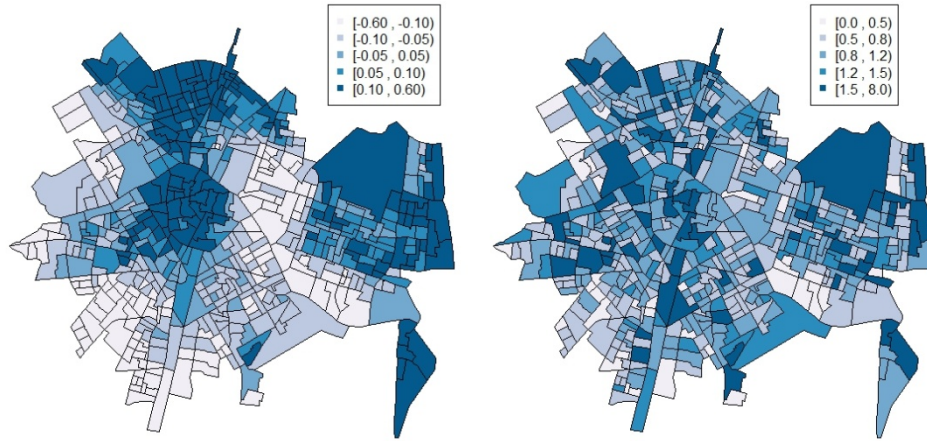 [-0.60 , -0.10)
[-0.10 , -0.05)
[-0.05 , 0.05)
[0.05 , 0.10)
[0.10 , 0.60)
[0.0 , 0.5)
[0.5 , 0.8)
[0.8 , 1.2)
[1.2 , 1.5)
[1.5 , 8.0)